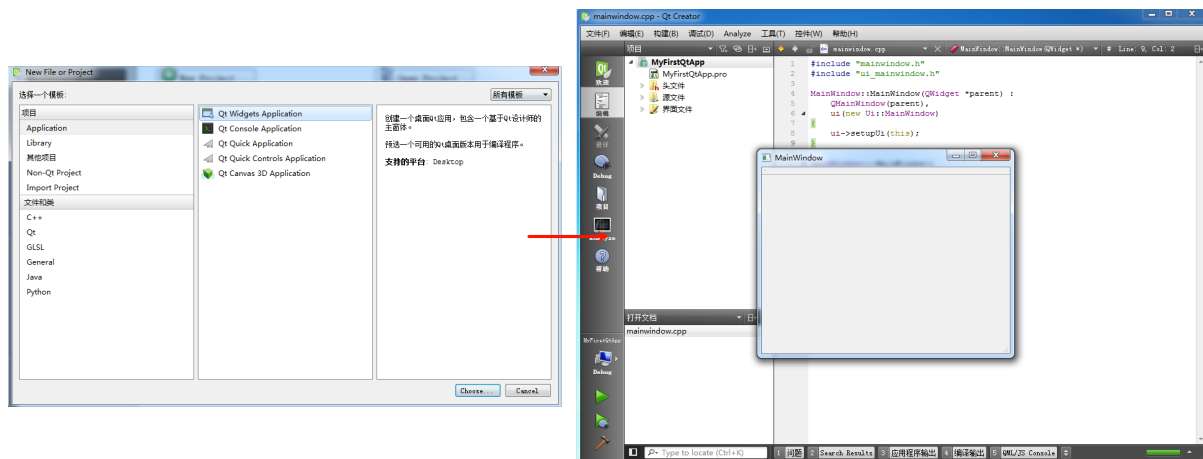 New File or Project
选择一个模板:
所有模板
项目
Application
Library
其他项目
Non-Qt Project
Import Project
文件和类
C++
Qt
GLSL
General
Java
Python
Qt Widgets Application
Qt Console Application
Qt Quick Application
Qt Quick Controls Application
Qt Canvas 3D Application
创建一个桌面Qt应用,包含一个基于Qt设计师的
主窗体。
预选一个可用的Qt桌面版本用于编译程序。
支持的平台: Desktop
Choose...
Cancel
mainwindow.cpp - Qt Creator
文件(F) 编辑(E) 构建(B) 调试(D) Analyze 工具(T) 控件(W) 帮助(H)
项目
mainwindow.cpp
MainWindow::MainWindow(QWidget *)
# Line: 9, Col: 2
欢迎
编辑
设计
Debug
项目
帮助
MyFirstQtApp
MyFirstQtApp.pro
头文件
源文件
界面文件
1 #include "mainwindow.h"
2 #include "ui_mainwindow.h"
3
4 MainWindow::MainWindow(QWidget *parent) :
5 QMainWindow(parent),
6 ui(new Ui::MainWindow)
7 {
8 ui->setupUi(this);
9 }
MainWindow
打开文档
mainwindow.cpp
MyFirstQtApp
Debug
Type to locate (Ctrl+K)
1 问题 2 Search Results 3 应用程序输出 4 编译输出 5 QML/JS Console